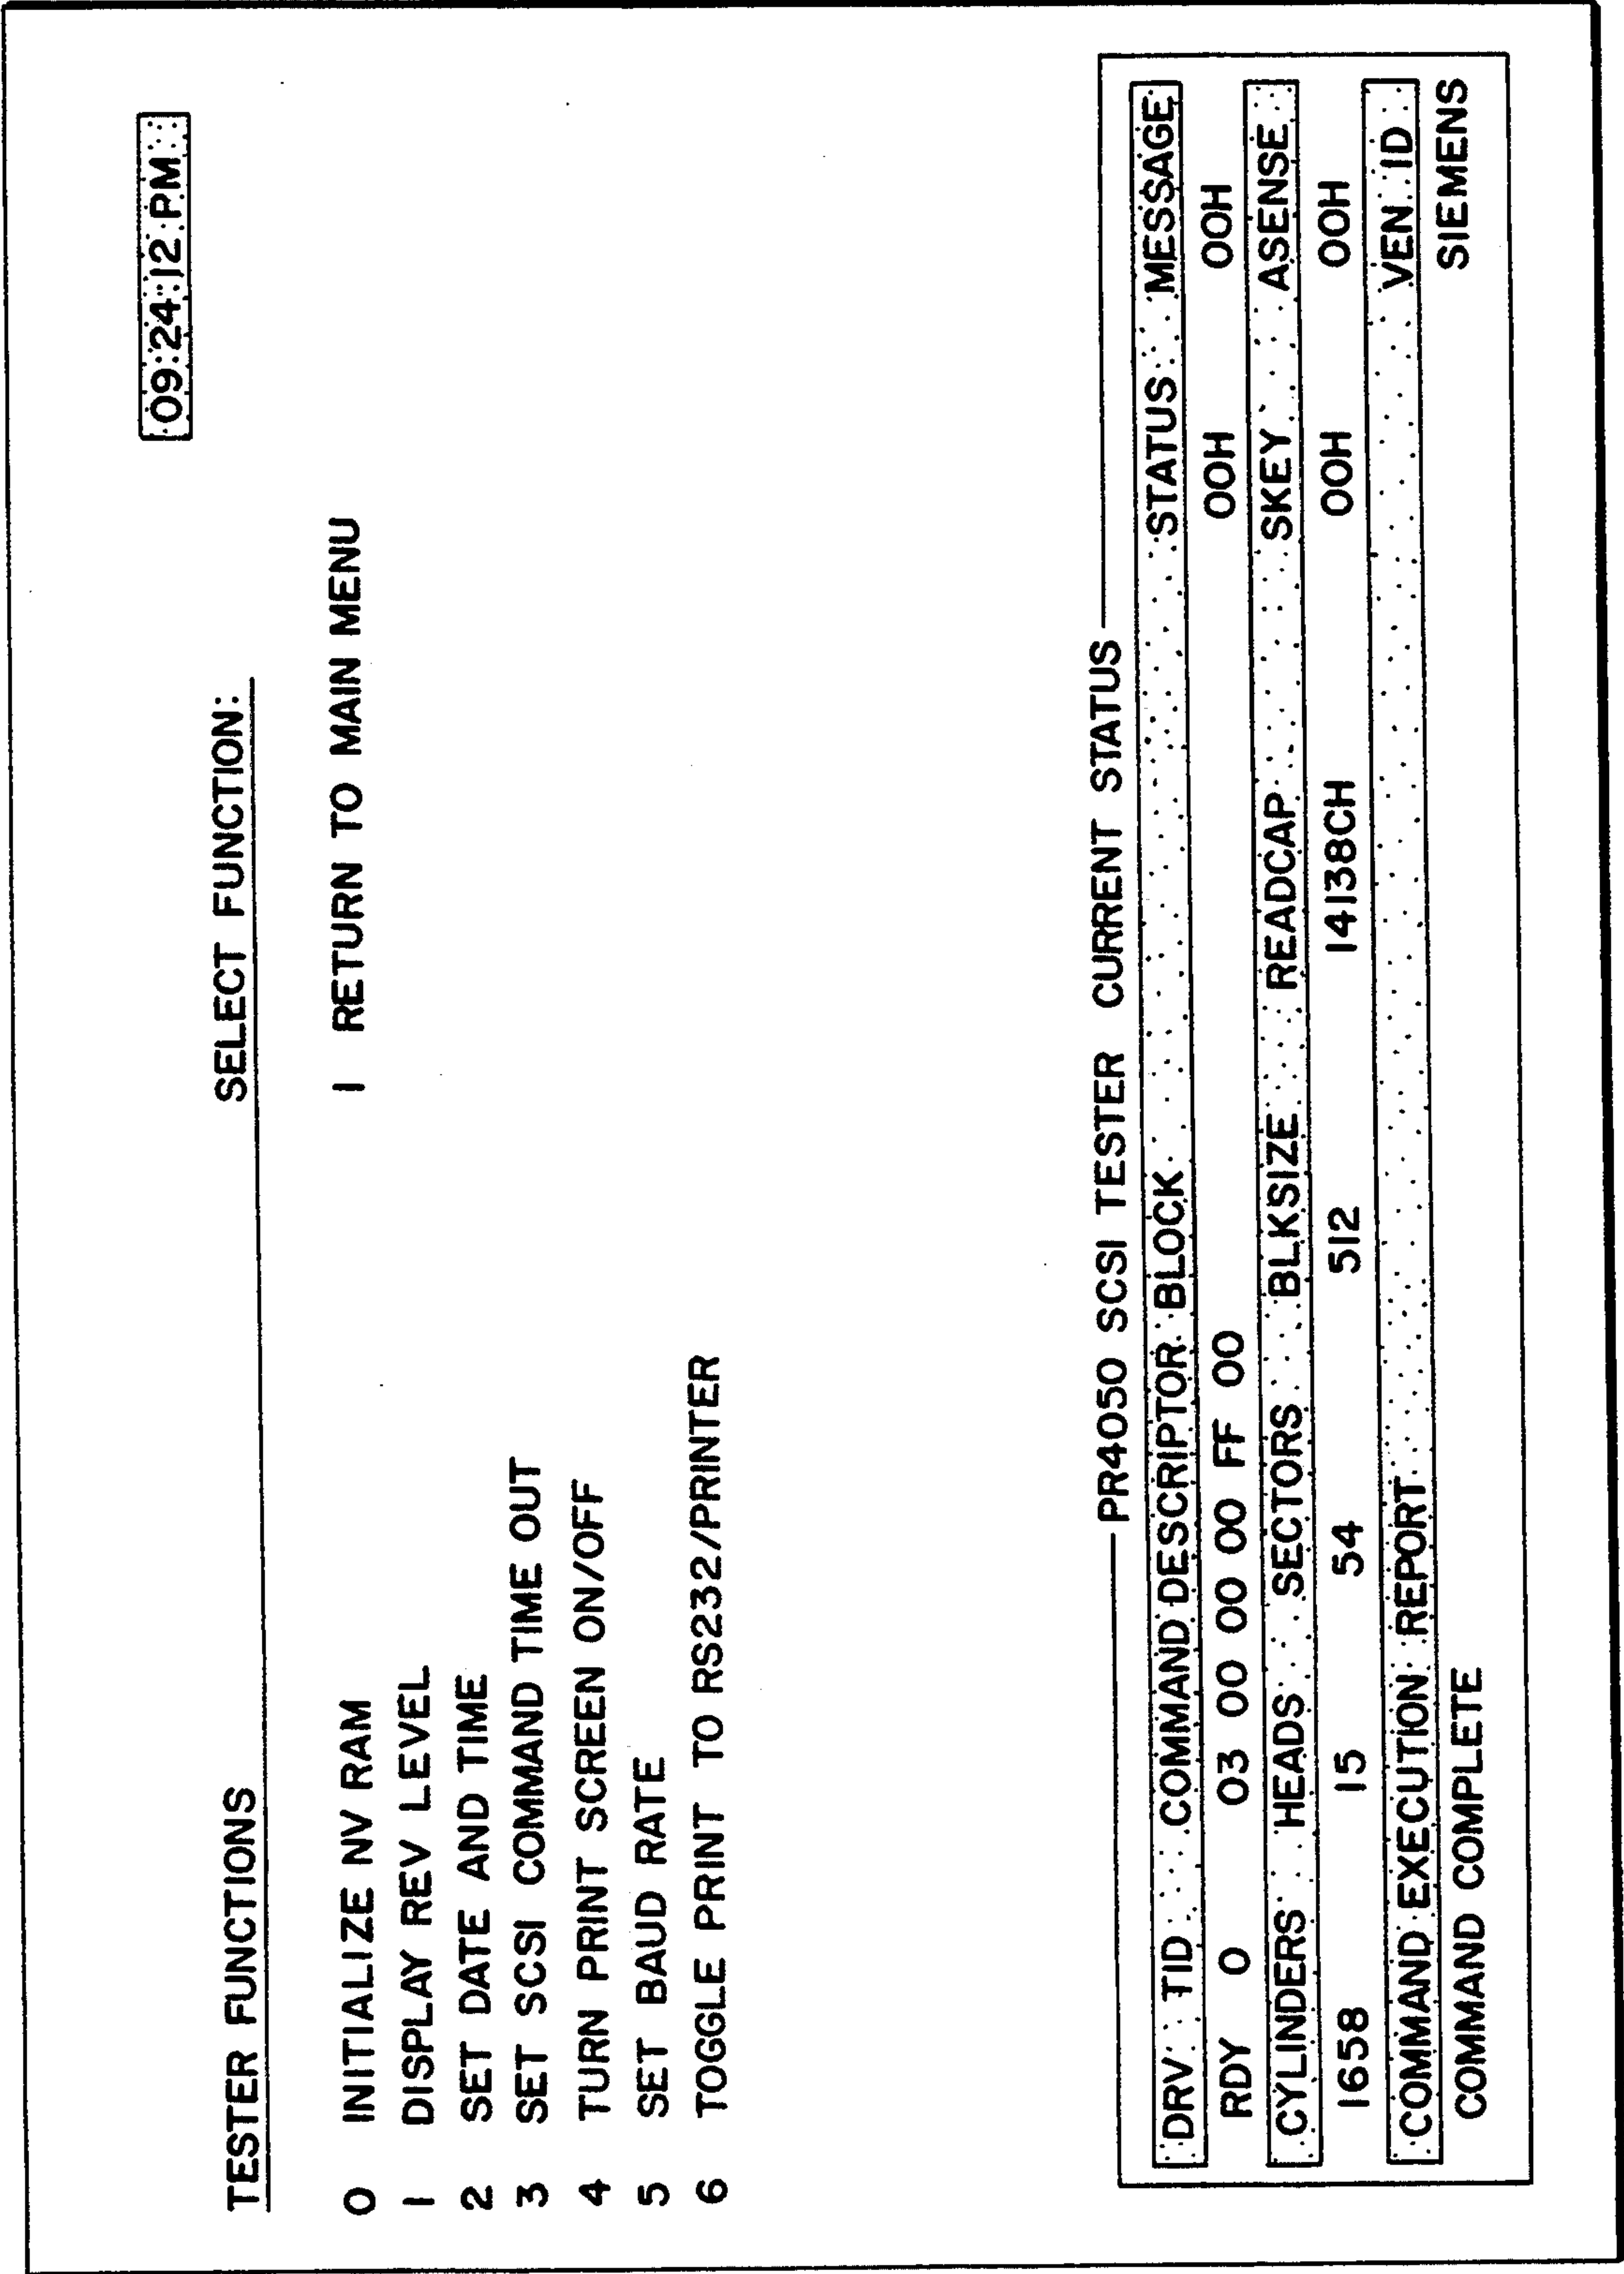 09:24:12 PM
TESTER FUNCTIONS SELECT FUNCTION:
0 INITIALIZE NV RAM I RETURN TO MAIN MENU
1 DISPLAY REV LEVEL
2 SET DATE AND TIME
3 SET SCSI COMMAND TIME OUT
4 TURN PRINT SCREEN ON/OFF
5 SET BAUD RATE
6 TOGGLE PRINT TO RS232/PRINTER
PR4050 SCSI TESTER CURRENT STATUS
DRV TID COMMAND DESCRIPTOR BLOCK STATUS MESSAGE
RDY 0 03 00 00 00 FF 00 00H 00H
CYLINDERS HEADS SECTORS BLKSIZE READCAP SKEY ASENSE
1658 15 54 512 14138CH 00H 00H
COMMAND EXECUTION REPORT VEN ID
COMMAND COMPLETE SIEMENS